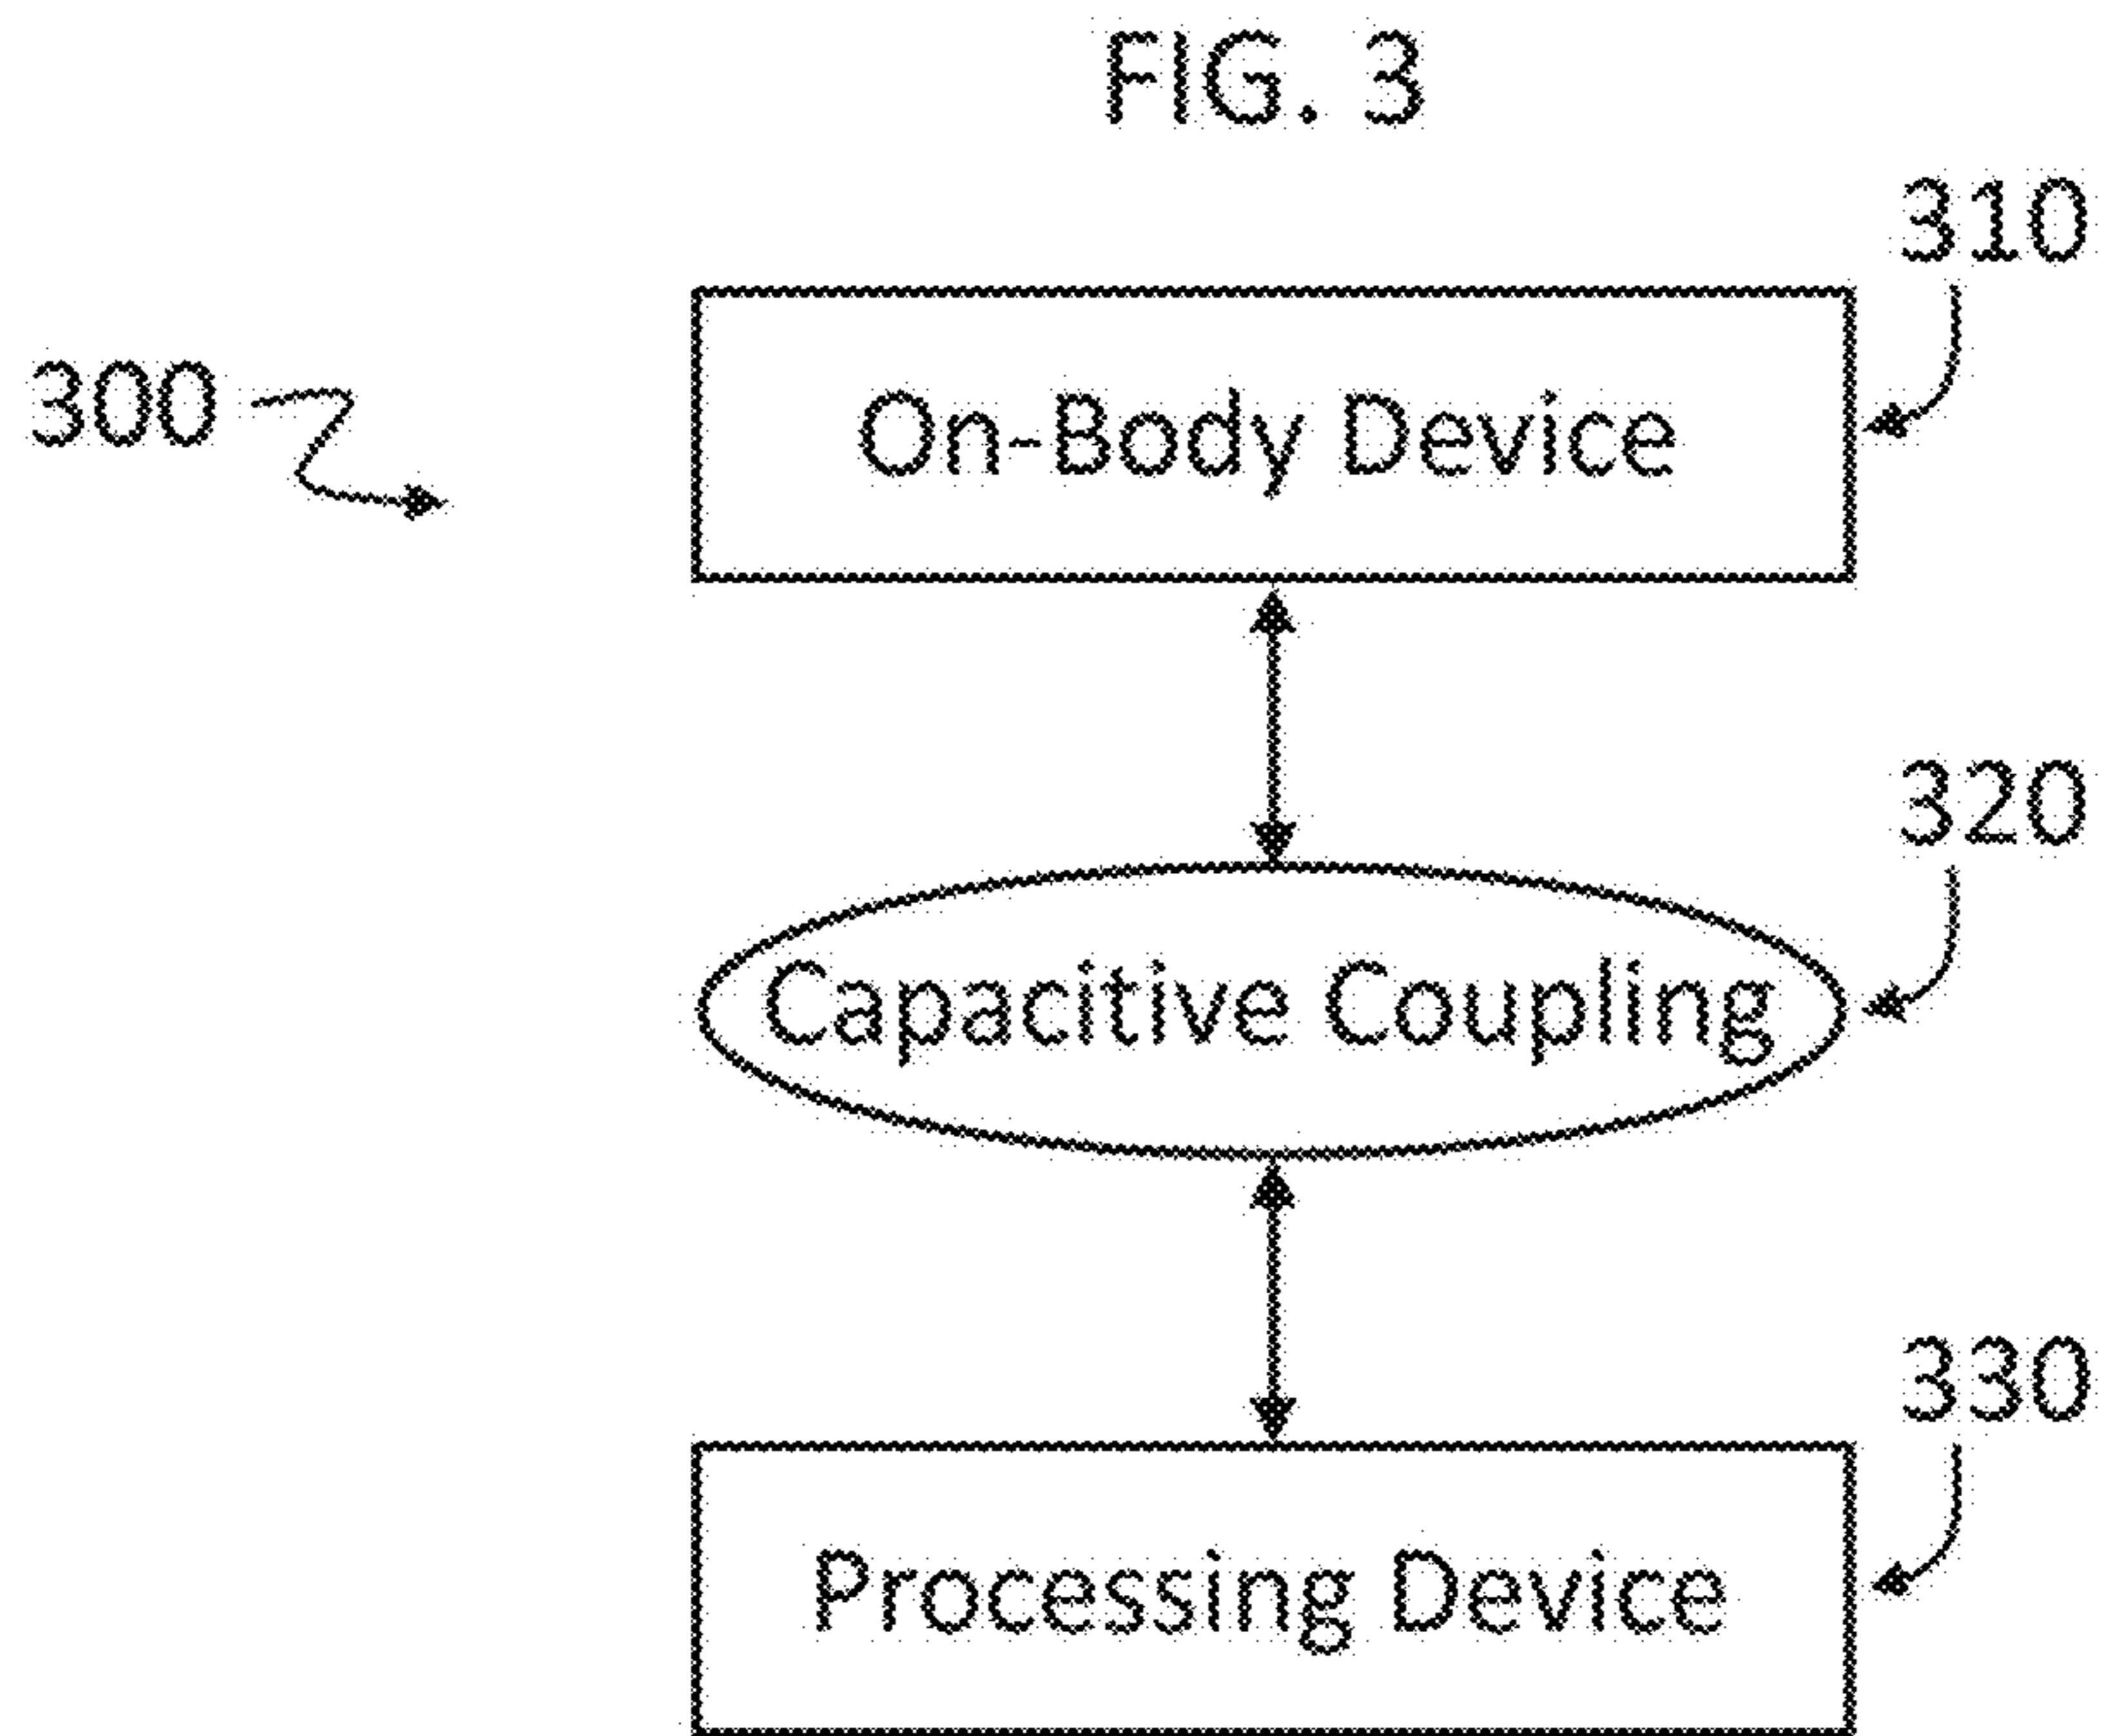 FIG. 3
310
300
On-Body Device
320
Capacitive Coupling
330
Processing Device